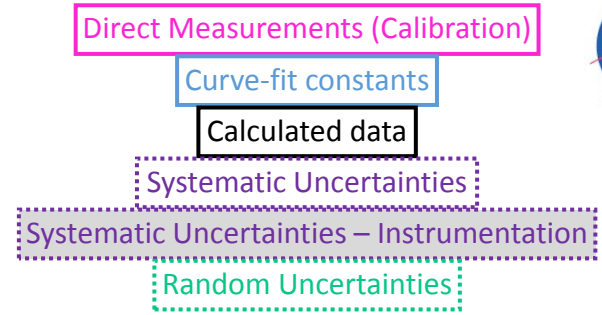 Direct Measurements (Calibration)
Curve-fit constants
Calculated data
Systematic Uncertainties
Systematic Uncertainties – Instrumentation
Random Uncertainties